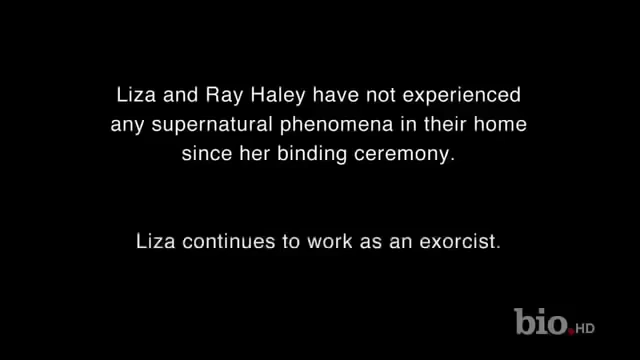 Liza and Ray Haley have not experienced
any supernatural phenomena in their home
since her binding ceremony.
Liza continues to work as an exorcist.
bio.HD